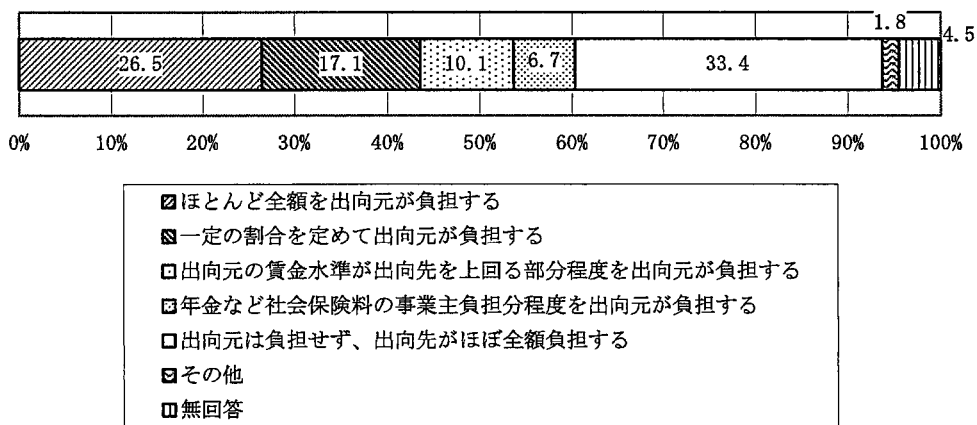 1.8
4.5
26.5 17.1 10.1 6.7 33.4
0% 10% 20% 30% 40% 50% 60% 70% 80% 90% 100%
ほとんど全額を出向元が負担する
一定の割合を定めて出向元が負担する
出向元の賃金水準が出向先を上回る部分程度を出向元が負担する
年金など社会保険料の事業主負担分程度を出向元が負担する
出向元は負担せず、出向先がほぼ全額負担する
その他
無回答